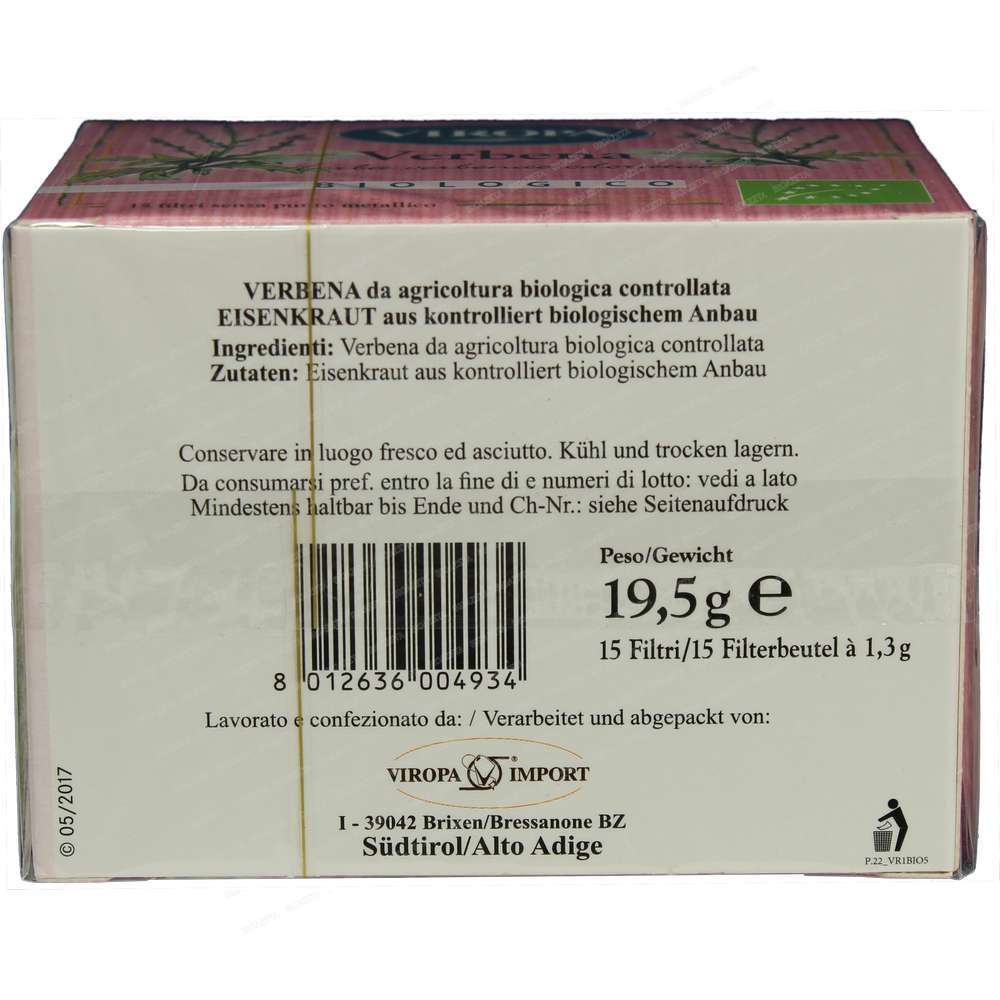 VIROPA
Verbena
BIOLOGICO
15 filtri senza punto metallico
VERBENA da agricoltura biologica controllata
EISENKRAUT aus kontrolliert biologischem Anbau
Ingredienti: Verbena da agricoltura biologica controllata
Zutaten: Eisenkraut aus kontrolliert biologischem Anbau
Conservare in luogo fresco ed asciutto. Kühl und trocken lagern.
Da consumarsi pref. entro la fine di e numeri di lotto: vedi a lato
Mindestens haltbar bis Ende und Ch-Nr.: siehe Seitenaufdruck
Peso/Gewicht
19,5g e
15 Filtri/15 Filterbeutel à 1,3g
8 012636 004934
Lavorato e confezionato da: / Verarbeitet und abgepackt von:
VIROPA IMPORT ®
I - 39042 Brixen/Bressanone BZ
Südtirol/Alto Adige
© 05/2017
P.22_VR1BIOS